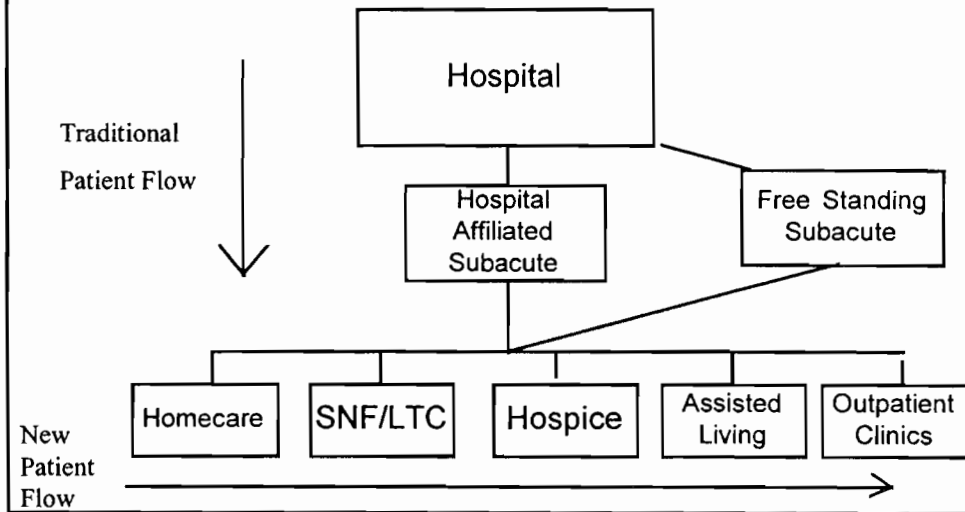 Hospital
Traditional
Patient Flow
Hospital
Affiliated
Subacute
Free Standing
Subacute
Homecare
SNF/LTC
Hospice
Assisted
Living
Outpatient
Clinics
New
Patient
Flow